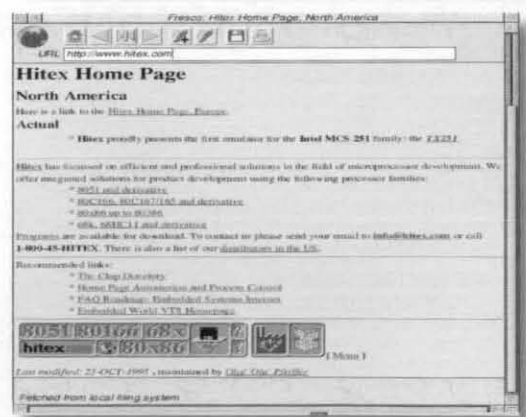 Fresco: Hitex Home Page, North America
URL http://www.hitex.com
Hitex Home Page
North America
Here is a link to the Hitex Home Page, Europe.
Actual
* Hitex proudly presents the first emulator for the Intel MCS 251 family: the TX251
Hitex has focussed on efficient and professional solutions in the field of microprocessor development. We
offer integrated solutions for product development using the following processor families:
* 8051 and derivative
* 80C166, 80C167/165 and derivative
* 80x86 up to 80386
* 68k, 68HC11 and derivative
Programs are available for download. To contact us please send your email to info@hitex.com or call
1-800-45-HITEX. There is also a list of our distributors in the US.
Recommended links:
* The Chip Directory
* Home Page Automation and Process Control
* FAQ Roadmap: Embedded Systems Internet
* Embedded World VTS Homepage
8051 80166 68x
hitex 80x86
[ Menu ]
Last modified: 23-OCT-1995, maintained by
Fetched from local filing system